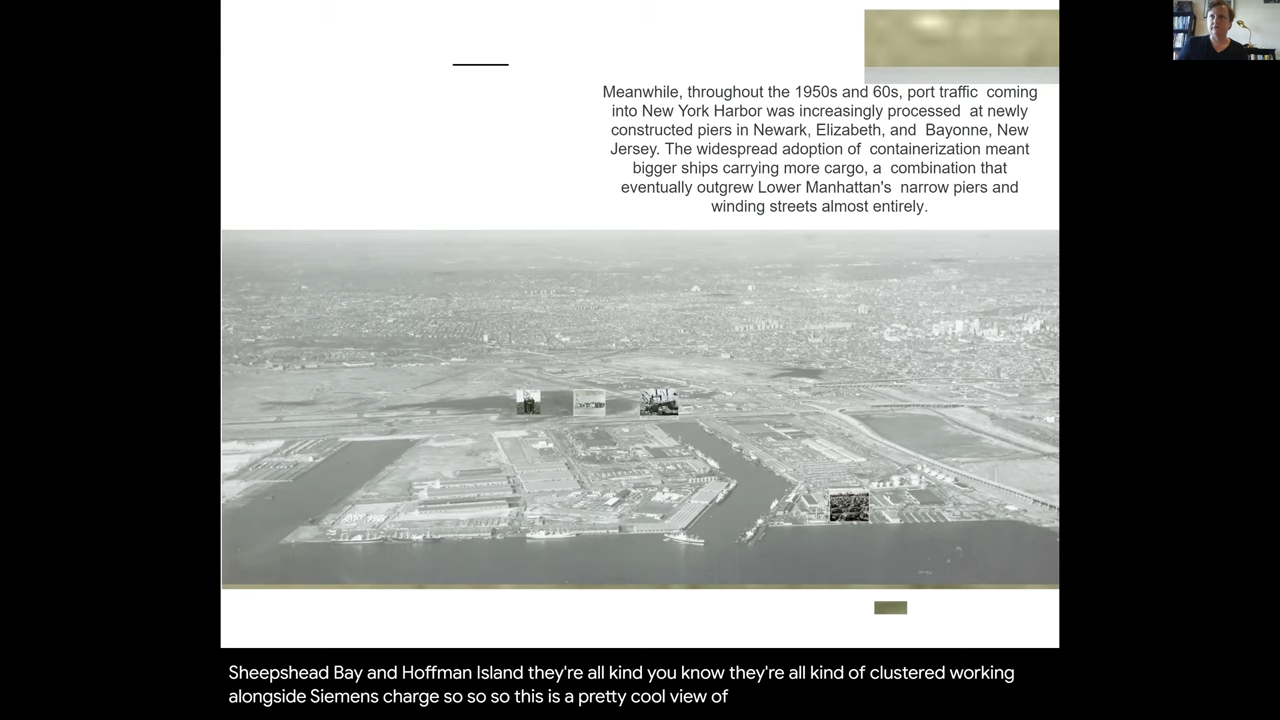 Meanwhile, throughout the 1950s and 60s, port traffic coming
into New York Harbor was increasingly processed at newly
constructed piers in Newark, Elizabeth, and Bayonne, New
Jersey. The widespread adoption of containerization meant
bigger ships carrying more cargo, a combination that
eventually outgrew Lower Manhattan's narrow piers and
winding streets almost entirely.
Sheepshead Bay and Hoffman Island they're all kind you know they're all kind of clustered working
alongside Siemens charge so so so this is a pretty cool view of